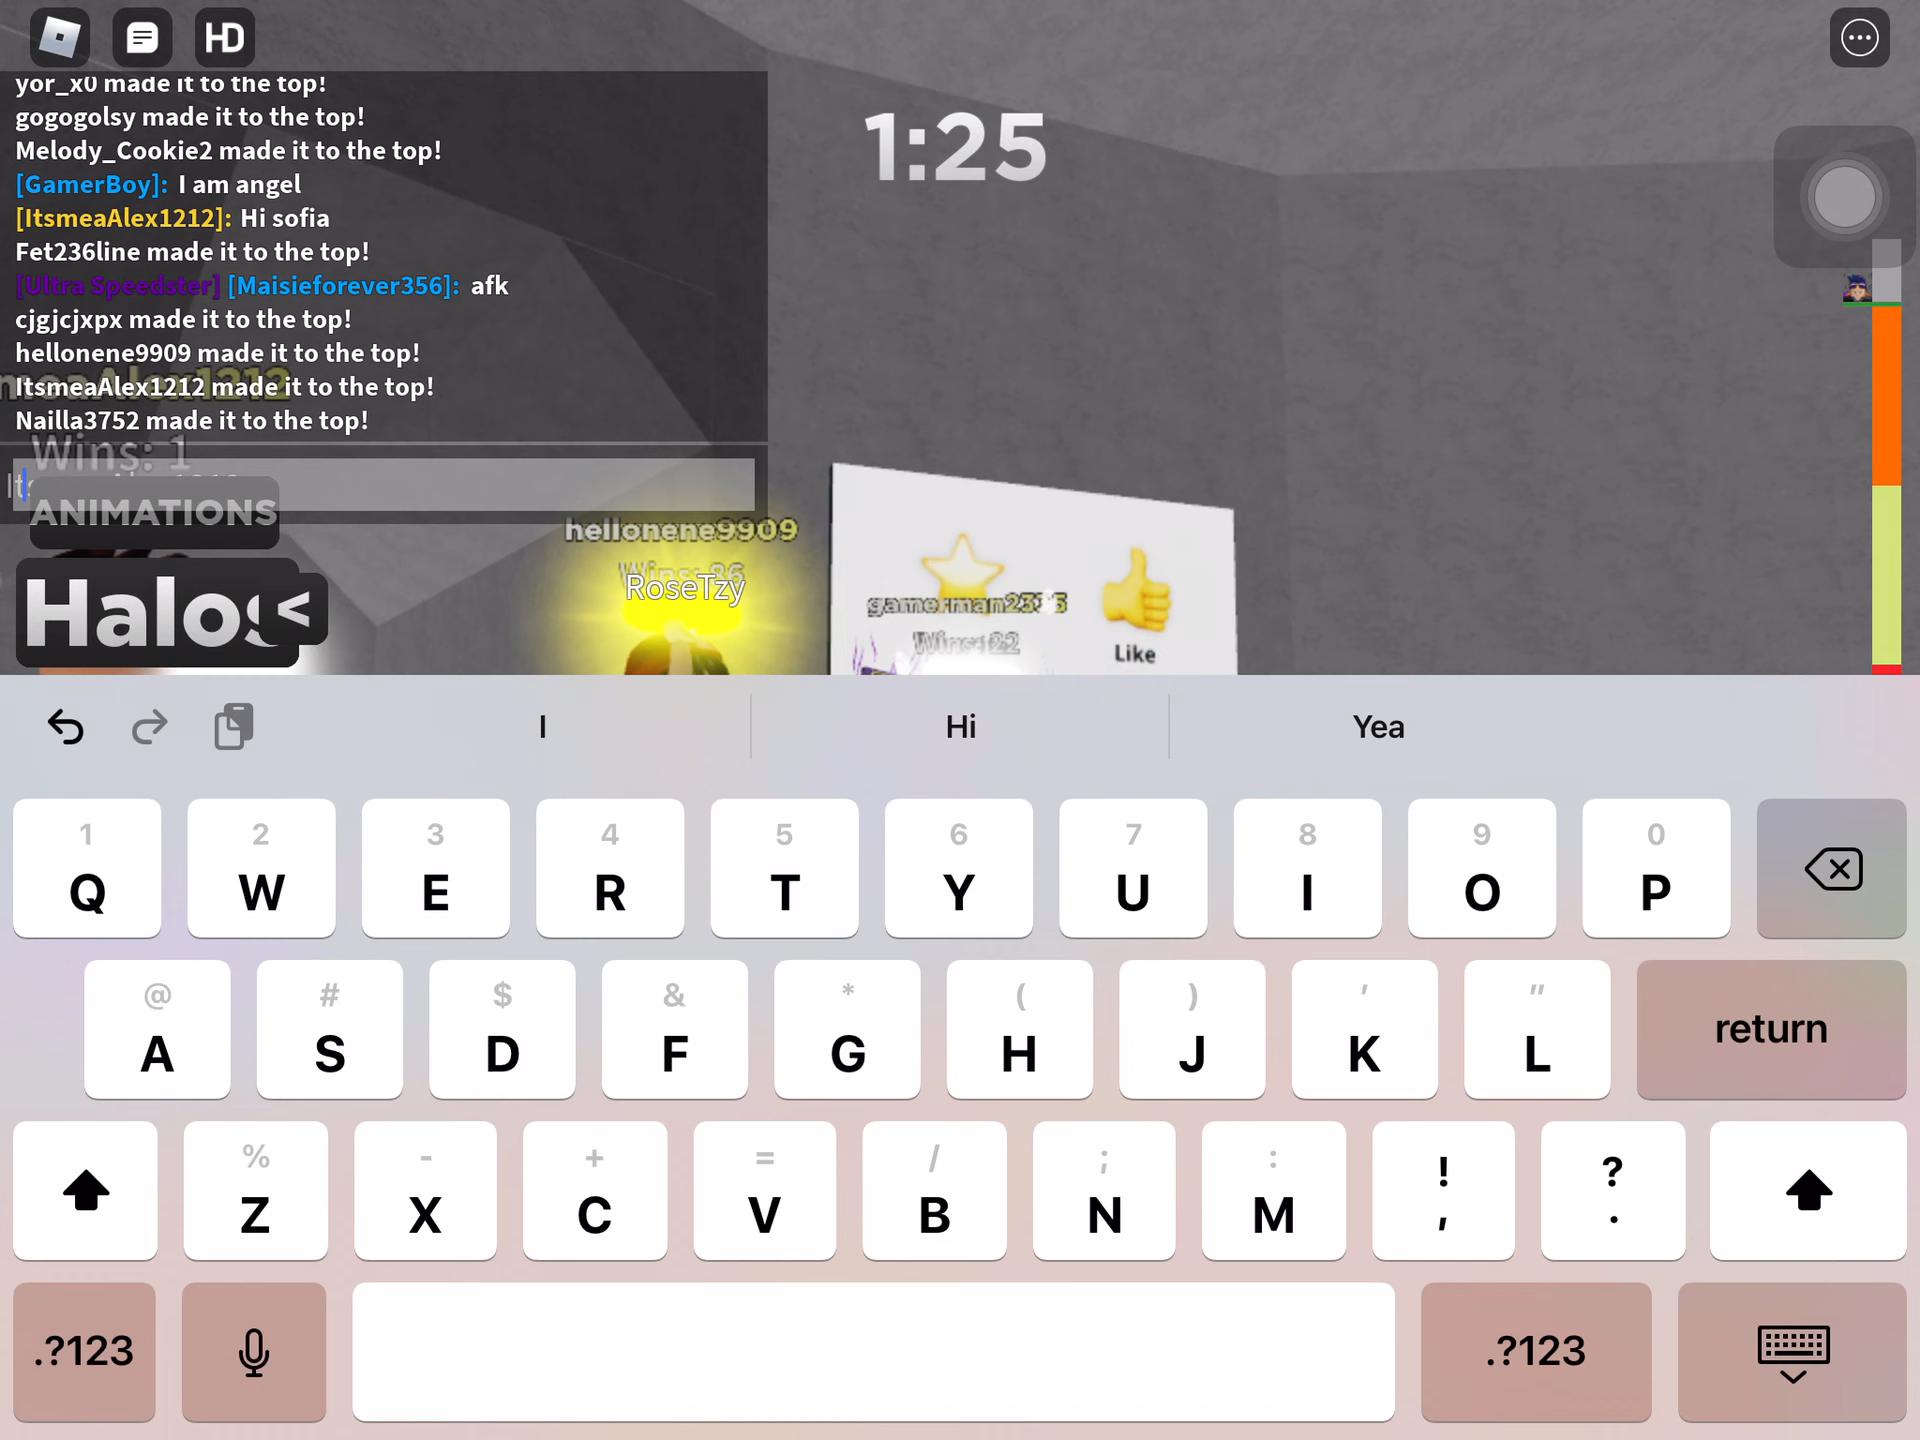 HD
yor_x0 made it to the top!
gogogolsy made it to the top!
Melody_Cookie2 made it to the top!
[GamerBoy]: I am angel
[ItsmeaAlex1212]: Hi sofia
Fet236line made it to the top!
[Ultra Speedster] [Maisieforever356]: afk
cjgjcjxpx made it to the top!
hellonene9909 made it to the top!
ItsmeaAlex1212 made it to the top!
Nailla3752 made it to the top!
1:25
Wins: 1
ANIMATIONS
Halos <
hellonene9909
RoseTzy
gamerman2535
Wins: 22
Like
I Hi Yea
1 2 3 4 5 6 7 8 9 0
Q W E R T Y U I O P
@ # $ & * ( ) ' "
A S D F G H J K L return
% - + = / ; : ! ?
Z X C V B N M , .
.?123 .?123